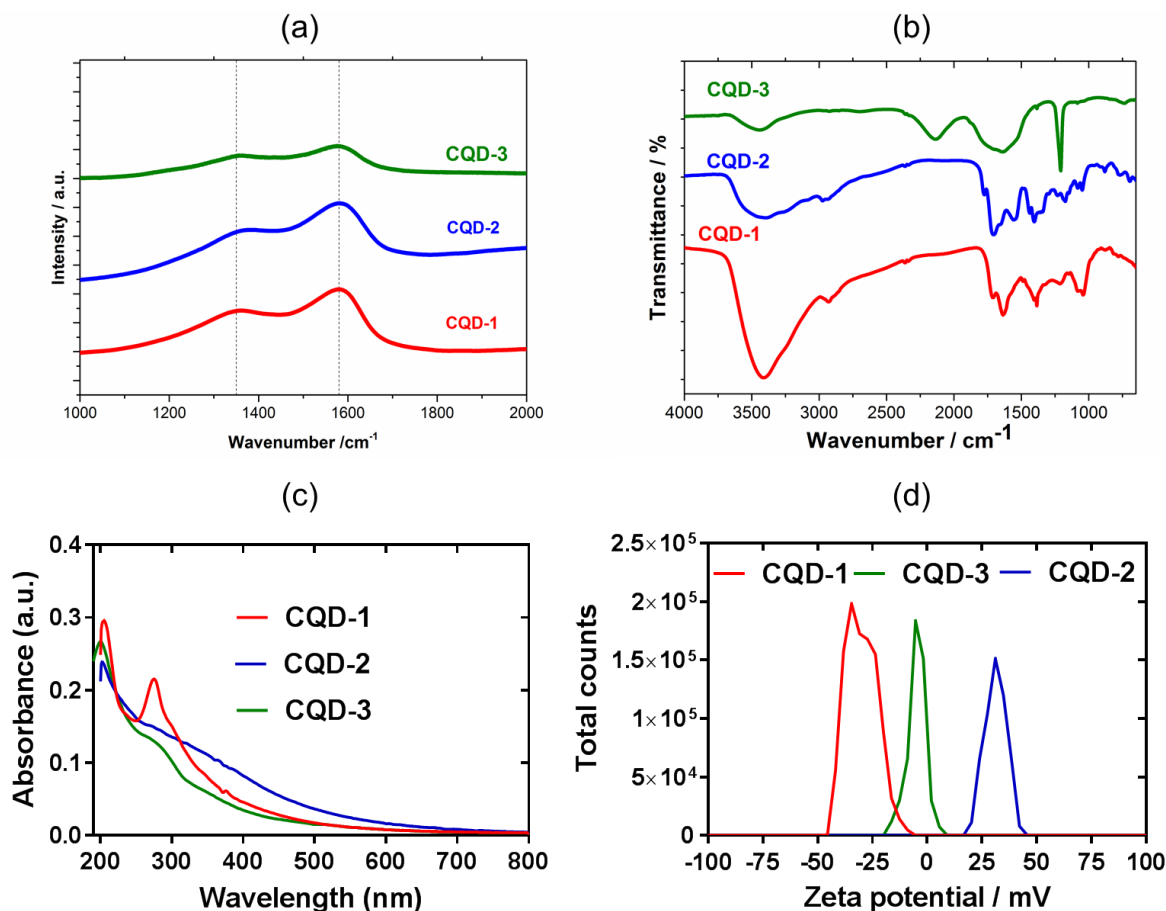 (a)
CQD-3
CQD-2
CQD-1
Intensity / a.u.
1000 1200 1400 1600 1800 2000
Wavenumber /cm-1
(b)
CQD-3
CQD-2
CQD-1
Transmittance / %
4000 3500 3000 2500 2000 1500 1000
Wavenumber / cm-1
(c)
0.4
0.3
0.2
0.1
0.0
Absorbance (a.u.)
CQD-1
CQD-2
CQD-3
200 300 400 500 600 700 800
Wavelength (nm)
(d)
2.5×10⁵
2×10⁵
1.5×10⁵
1×10⁵
5×10⁴
0
Total counts
CQD-1 CQD-3 CQD-2
-100 -75 -50 -25 0 25 50 75 100
Zeta potential / mV